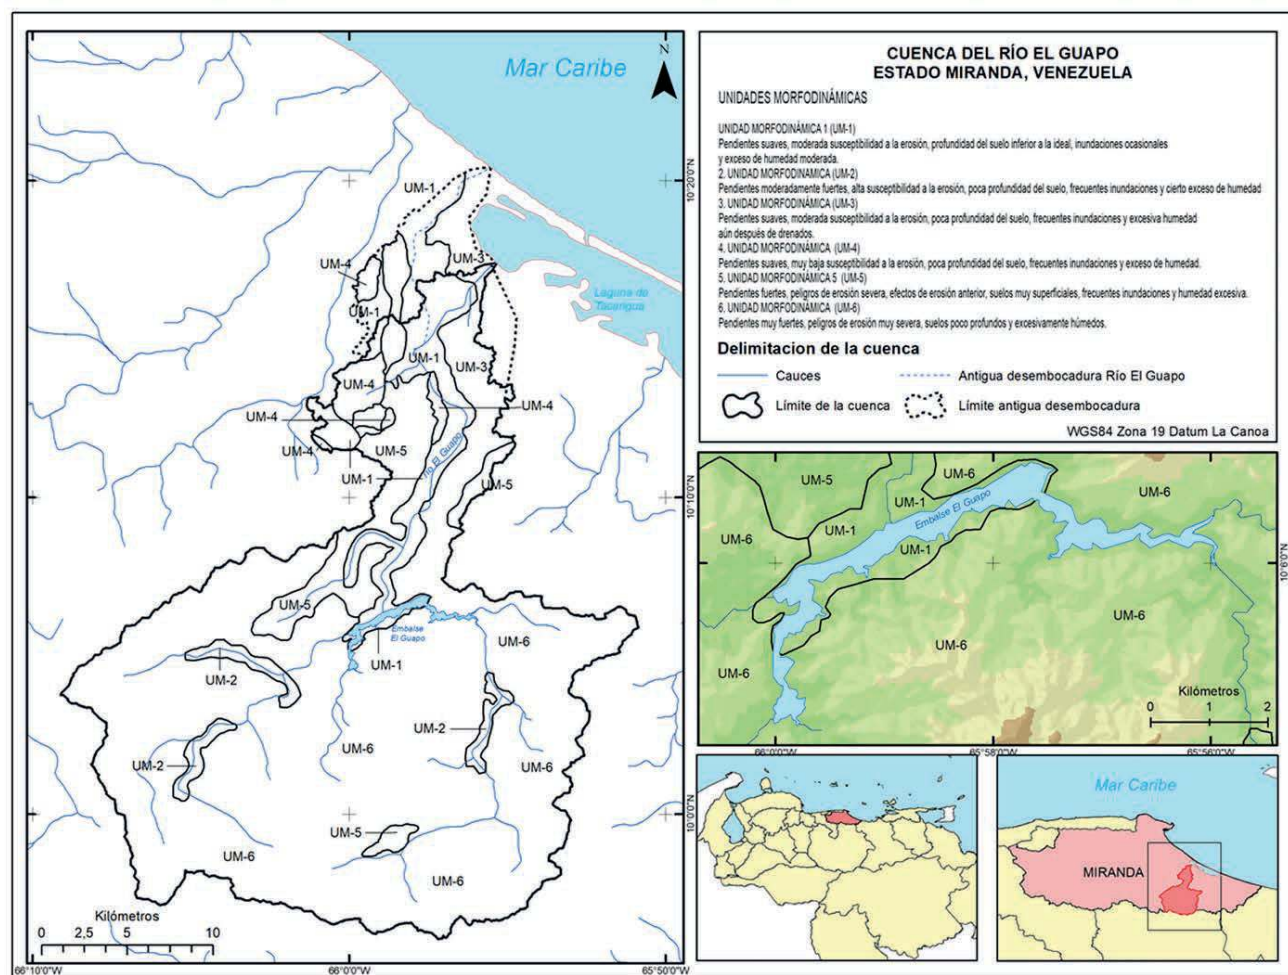 Mar Caribe
N
10°20'0"N
UM-1
UM-4
UM-3
UM-1
Laguna de
Tacarigua
UM-1
UM-3
UM-4
UM-4
UM-4
UM-4
UM-5
UM-1
Río El Guapo
UM-5
10°10'0"N
UM-5
Embalse
El Guapo
UM-1
UM-6
UM-2
UM-2
UM-6
UM-2
UM-6
UM-5
UM-6
UM-6
10°0'0"N
Kilómetros
0 2,5 5 10
66°10'0"W 66°0'0"W 65°50'0"W
CUENCA DEL RÍO EL GUAPO
ESTADO MIRANDA, VENEZUELA
UNIDADES MORFODINÁMICAS
UNIDAD MORFODINÁMICA 1 (UM-1)
Pendientes suaves, moderada susceptibilidad a la erosión, profundidad del suelo inferior a la ideal, inundaciones ocasionales
y exceso de humedad moderada.
2. UNIDAD MORFODINAMICA (UM-2)
Pendientes moderadamente fuertes, alta susceptibilidad a la erosión, poca profundidad del suelo, frecuentes inundaciones y cierto exceso de humedad
3. UNIDAD MORFODINÁMICA (UM-3)
Pendientes suaves, moderada susceptibilidad a la erosión, poca profundidad del suelo, frecuentes inundaciones y excesiva humedad
aún después de drenados.
4. UNIDAD MORFODINÁMICA (UM-4)
Pendientes suaves, muy baja susceptibilidad a la erosión, poca profundidad del suelo, frecuentes inundaciones y exceso de humedad.
5. UNIDAD MORFODINÁMICA 5 (UM-5)
Pendientes fuertes, peligros de erosión severa, efectos de erosión anterior, suelos muy superficiales, frecuentes inundaciones y humedad excesiva.
6. UNIDAD MORFODINÁMICA (UM-6)
Pendientes muy fuertes, peligros de erosión muy severa, suelos poco profundos y excesivamente húmedos.
Delimitacion de la cuenca
Cauces
Antigua desembocadura Río El Guapo
Límite de la cuenca
Límite antigua desembocadura
WGS84 Zona 19 Datum La Canoa
UM-5
UM-6
UM-6
UM-1
Embalse El Guapo
UM-1
UM-1
UM-6
10°6'0"N
UM-6
UM-6
UM-6
Kilómetros
0 1 2
66°0'0"W 65°58'0"W 65°56'0"W
Mar Caribe
MIRANDA